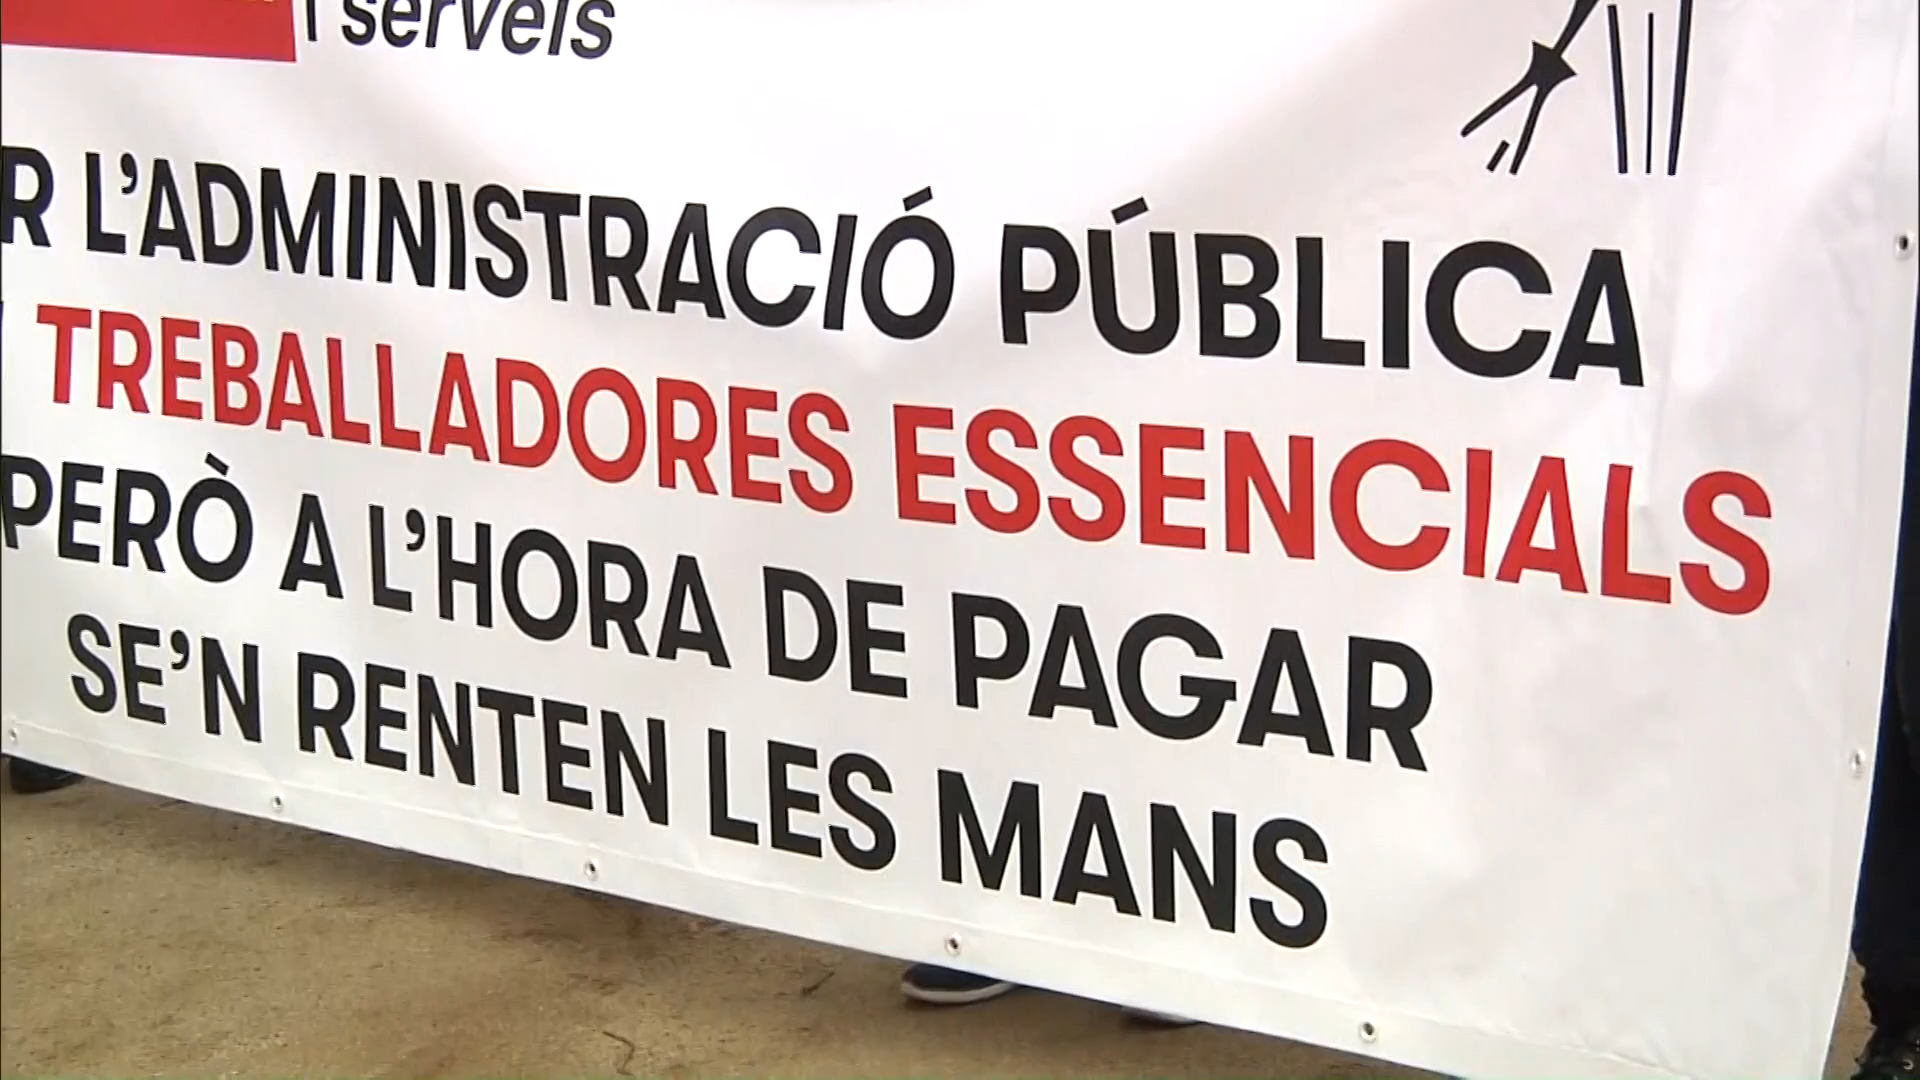 i serveis
R L'ADMINISTRACIÓ PÚBLICA
TREBALLADORES ESSENCIALS
PERÒ A L'HORA DE PAGAR
SE'N RENTEN LES MANS